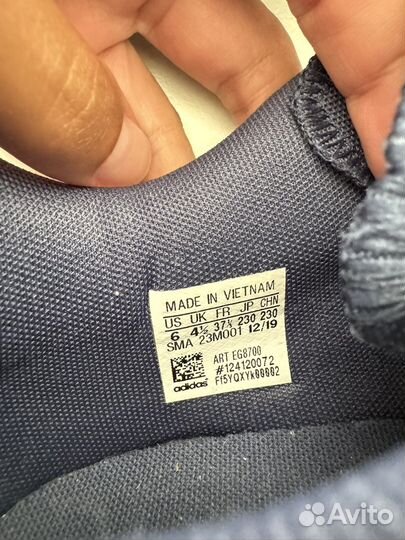 MADE IN VIETNAM
US UK FR JP CHN
6 4½ 37⅓ 230 230
SMA 23M001 12/19
ART EG8700
#124120072
adidas F15YQXYk00002
Avito